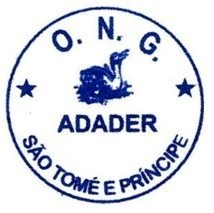 O. N. G.
ADADER
SÃO TOMÉ E PRÍNCIPE